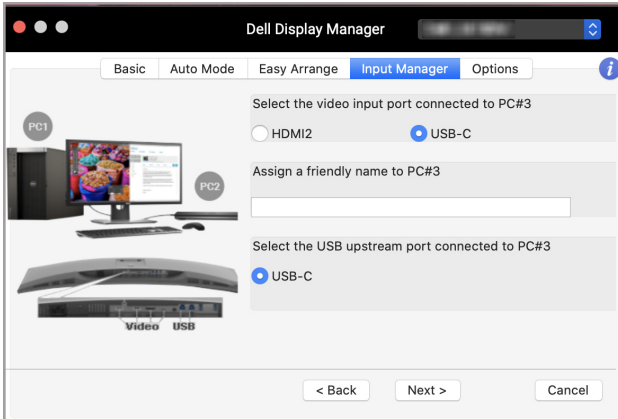 Dell Display Manager
Basic Auto Mode Easy Arrange Input Manager Options i
Select the video input port connected to PC#3
HDMI2 USB-C
Assign a friendly name to PC#3
Select the USB upstream port connected to PC#3
USB-C
PC1
PC2
Video USB
< Back Next > Cancel